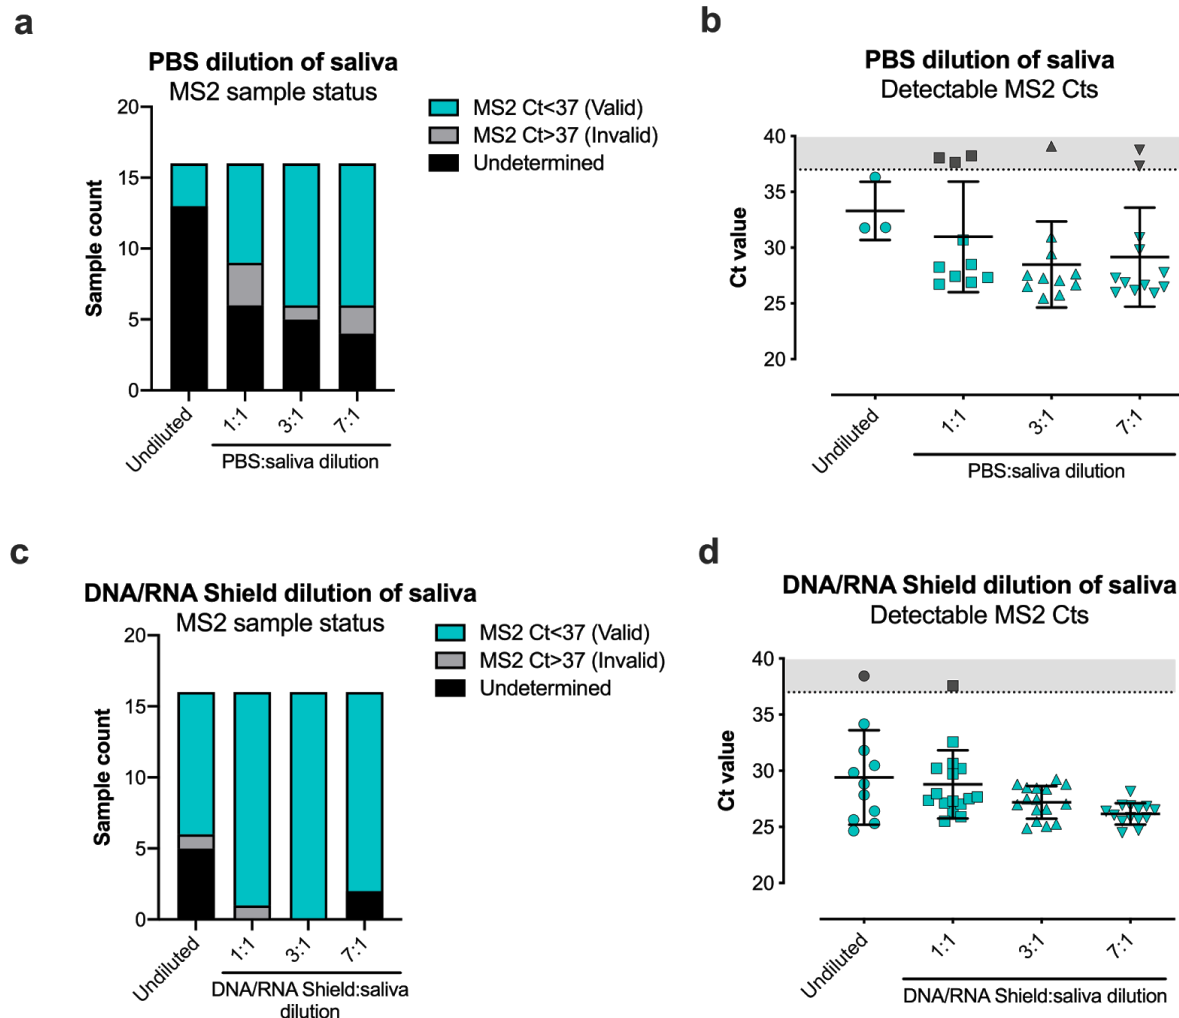 a
PBS dilution of saliva
MS2 sample status
MS2 Ct<37 (Valid)
MS2 Ct>37 (Invalid)
Undetermined
Sample count
20
15
10
5
0
Undiluted
1:1
3:1
7:1
PBS:saliva dilution
b
PBS dilution of saliva
Detectable MS2 Cts
Ct value
40
35
30
25
20
Undiluted
1:1
3:1
7:1
PBS:saliva dilution
c
DNA/RNA Shield dilution of saliva
MS2 sample status
MS2 Ct<37 (Valid)
MS2 Ct>37 (Invalid)
Undetermined
Sample count
20
15
10
5
0
Undiluted
1:1
3:1
7:1
DNA/RNA Shield:saliva
dilution
d
DNA/RNA Shield dilution of saliva
Detectable MS2 Cts
Ct value
40
35
30
25
20
Undiluted
1:1
3:1
7:1
DNA/RNA Shield:saliva dilution